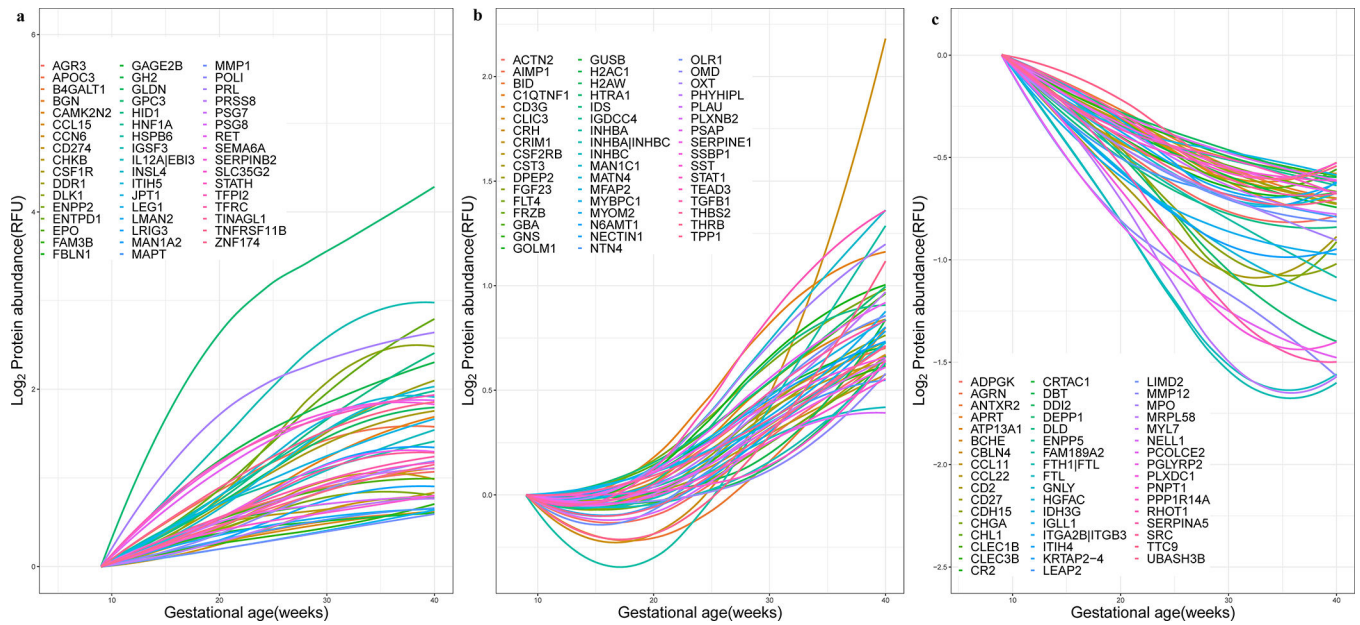 a
6
4
2
0
10
20
30
40
Log2 Protein abundance(RFU)
Gestational age(weeks)
AGR3
APOC3
B4GALT1
BGN
CAMK2N2
CCL15
CCN6
CD274
CHKB
CSF1R
DDR1
DLK1
ENPP2
ENTPD1
EPO
FAM3B
FBLN1
GAGE2B
GH2
GLDN
GPC3
HID1
HNF1A
HSPB6
IGSF3
IL12A|EBI3
INSL4
ITIH5
JPT1
LEG1
LMAN2
LRIG3
MAN1A2
MAPT
MMP1
POLI
PRL
PRSS8
PSG7
PSG8
RET
SEMA6A
SERPINB2
SLC35G2
STATH
TFPI2
TFRC
TINAGL1
TNFRSF11B
ZNF174
b
2.0
1.5
1.0
0.5
0.0
10
20
30
40
Log2 Protein abundance(RFU)
Gestational age(weeks)
ACTN2
AIMP1
BID
C1QTNF1
CD3G
CLIC3
CRH
CRIM1
CSF2RB
CST3
DPEP2
FGF23
FLT4
FRZB
GBA
GNS
GOLM1
GUSB
H2AC1
H2AW
HTRA1
IDS
IGDCC4
INHBA
INHBA|INHBC
INHBC
MAN1C1
MATN4
MFAP2
MYBPC1
MYOM2
N6AMT1
NECTIN1
NTN4
OLR1
OMD
OXT
PHYHIPL
PLAU
PLXNB2
PSAP
SERPINE1
SSBP1
SST
STAT1
TEAD3
TGFB1
THBS2
THRB
TPP1
c
0.0
−0.5
−1.0
−1.5
−2.0
−2.5
10
20
30
40
Log2 Protein abundance(RFU)
Gestational age(weeks)
ADPGK
AGRN
ANTXR2
APRT
ATP13A1
BCHE
CBLN4
CCL11
CCL22
CD2
CD27
CDH15
CHGA
CHL1
CLEC1B
CLEC3B
CR2
CRTAC1
DBT
DDI2
DEPP1
DLD
ENPP5
FAM189A2
FTH1|FTL
FTL
GNLY
HGFAC
IDH3G
IGLL1
ITGA2B|ITGB3
ITIH4
KRTAP2−4
LEAP2
LIMD2
MMP12
MPO
MRPL58
MYL7
NELL1
PCOLCE2
PGLYRP2
PLXDC1
PNPT1
PPP1R14A
RHOT1
SERPINA5
SRC
TTC9
UBASH3B